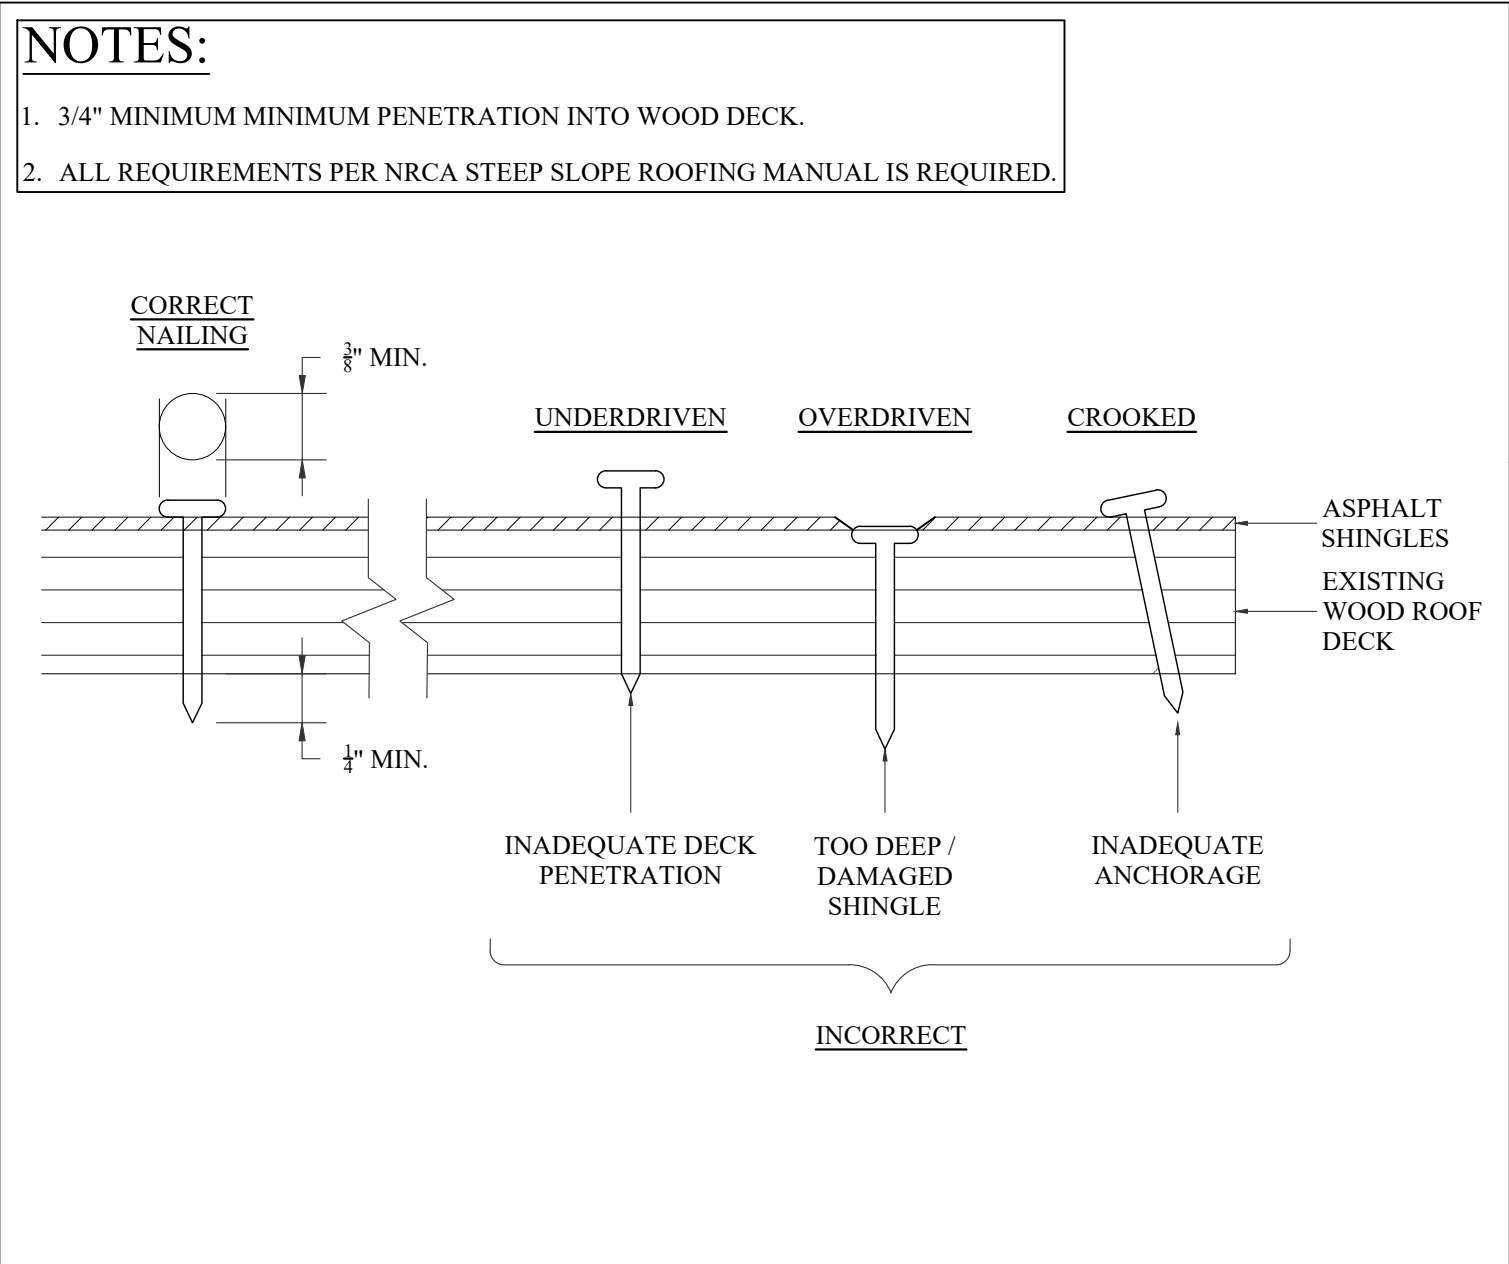 NOTES:
1. 3/4" MINIMUM MINIMUM PENETRATION INTO WOOD DECK.
2. ALL REQUIREMENTS PER NRCA STEEP SLOPE ROOFING MANUAL IS REQUIRED.
CORRECT
NAILING
3/8" MIN.
UNDERDRIVEN
OVERDRIVEN
CROOKED
ASPHALT
SHINGLES
EXISTING
WOOD ROOF
DECK
1/4" MIN.
INADEQUATE DECK
PENETRATION
TOO DEEP /
DAMAGED
SHINGLE
INADEQUATE
ANCHORAGE
INCORRECT